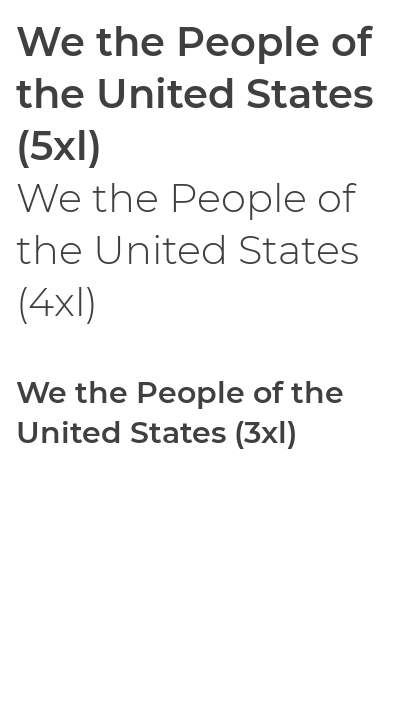 We the People of
the United States
(5xl)
We the People of
the United States
(4xl)
We the People of the
United States (3xl)